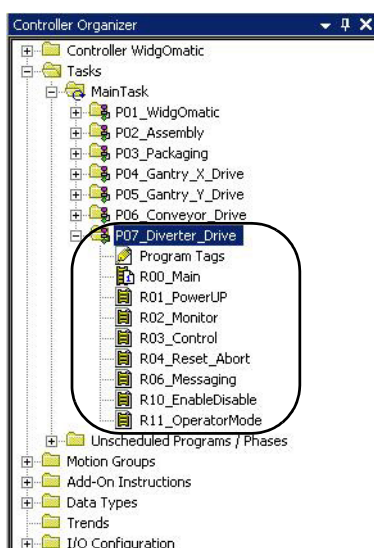 Controller Organizer
Controller WidgOmatic
Tasks
MainTask
P01_WidgOmatic
P02_Assembly
P03_Packaging
P04_Gantry_X_Drive
P05_Gantry_Y_Drive
P06_Conveyor_Drive
P07_Diverter_Drive
Program Tags
R00_Main
R01_PowerUP
R02_Monitor
R03_Control
R04_Reset_Abort
R06_Messaging
R10_EnableDisable
R11_OperatorMode
Unscheduled Programs / Phases
Motion Groups
Add-On Instructions
Data Types
Trends
I/O Configuration